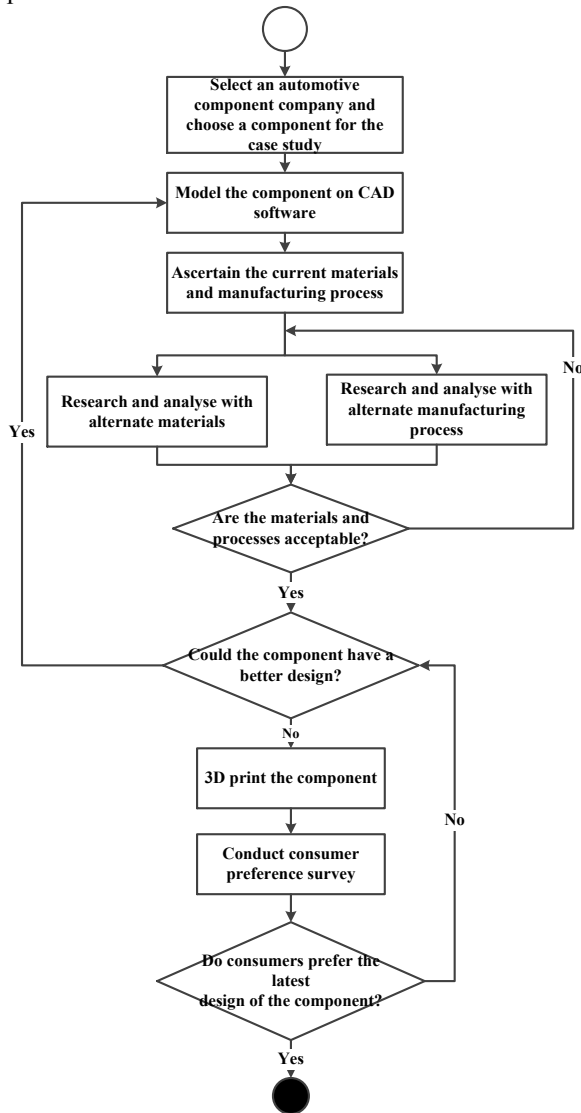 Select an automotive
component company and
choose a component for the
case study
Model the component on CAD
software
Ascertain the current materials
and manufacturing process
No
Research and analyse with
alternate materials
Research and analyse with
alternate manufacturing
process
Yes
Are the materials and
processes acceptable?
Yes
Could the component have a
better design?
No
3D print the component
No
Conduct consumer
preference survey
Do consumers prefer the
latest
design of the component?
Yes